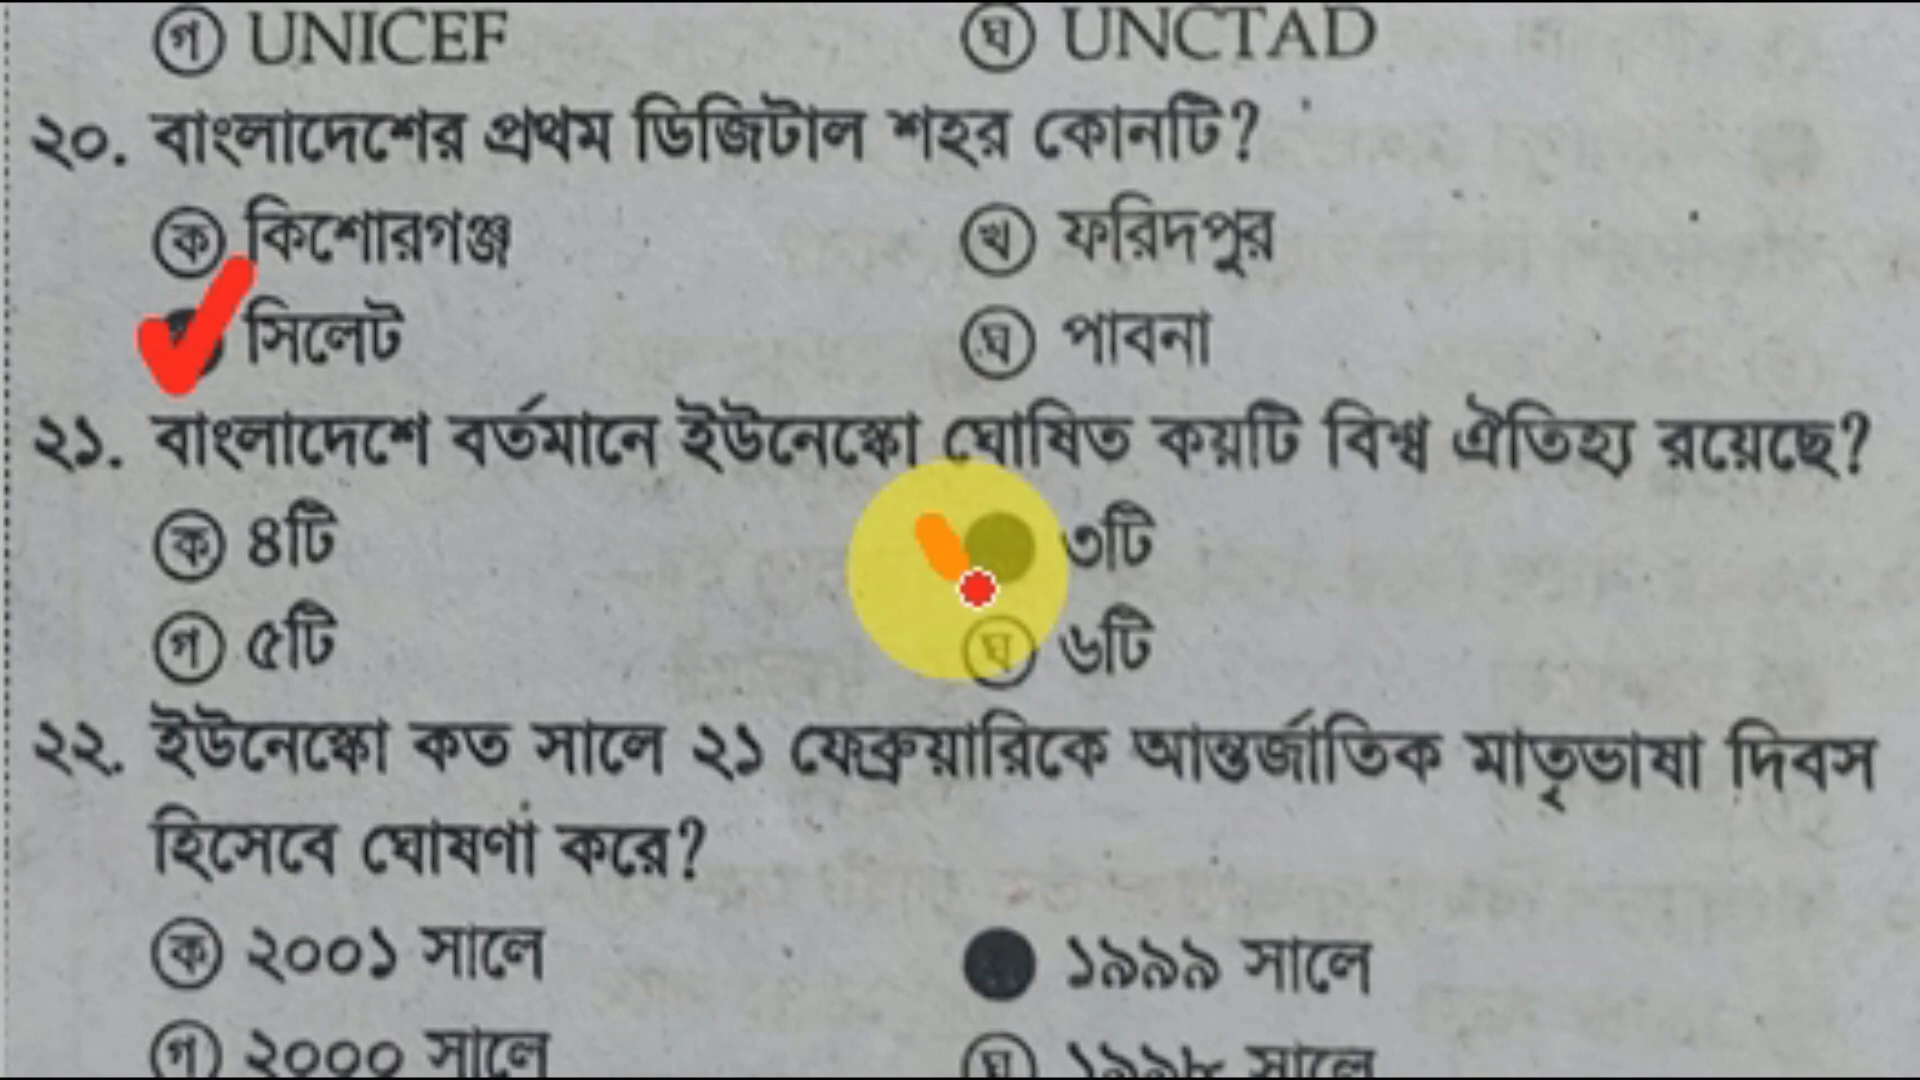 গ UNICEF ঘ UNCTAD
২০. বাংলাদেশের প্রথম ডিজিটাল শহর কোনটি?
ক কিশোরগঞ্জ খ ফরিদপুর
সিলেট ঘ পাবনা
২১. বাংলাদেশে বর্তমানে ইউনেস্কো ঘোষিত কয়টি বিশ্ব ঐতিহ্য রয়েছে?
ক ৪টি ৩টি
গ ৫টি ঘ ৬টি
২২. ইউনেস্কো কত সালে ২১ ফেব্রুয়ারিকে আন্তর্জাতিক মাতৃভাষা দিবস
হিসেবে ঘোষণা করে?
ক ২০০১ সালে ১৯৯৯ সালে
গ ২০০০ সালে ঘ ১৯৯৮ সালে